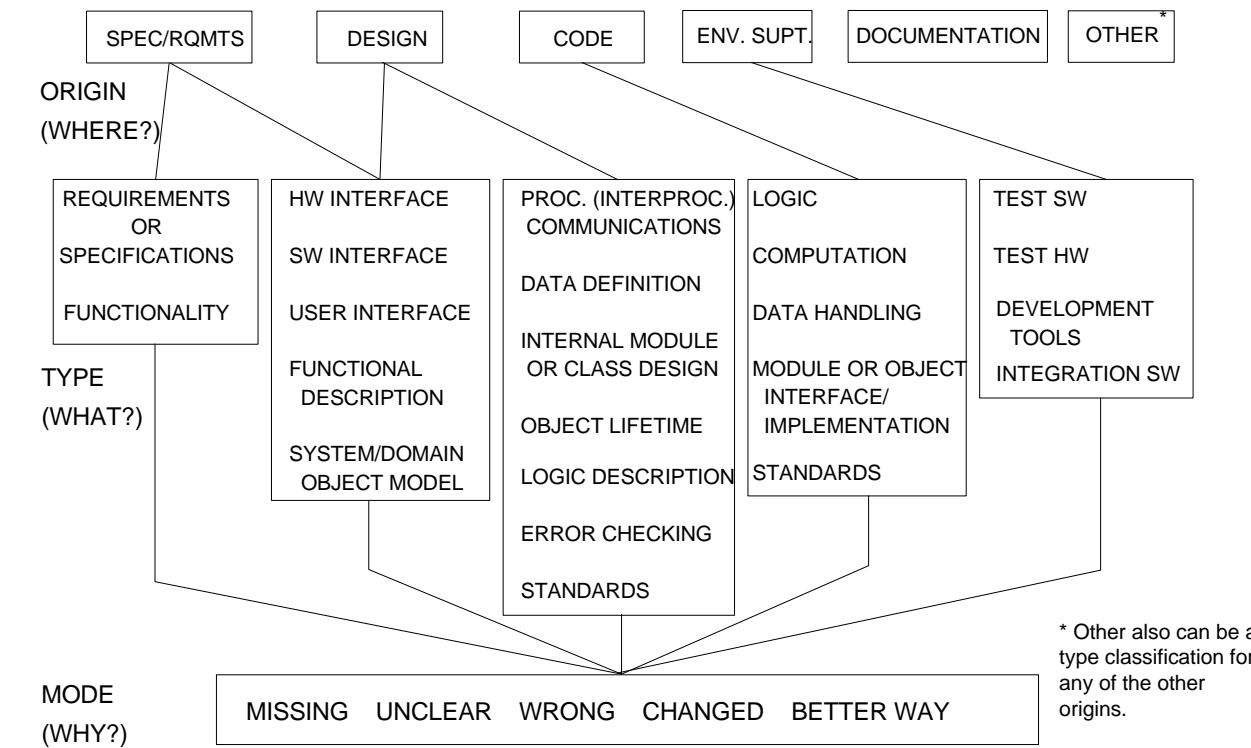 SPEC/RQMTS
DESIGN
CODE
ENV. SUPT.
DOCUMENTATION
OTHER *
ORIGIN
(WHERE?)
REQUIREMENTS
OR
SPECIFICATIONS
FUNCTIONALITY
HW INTERFACE
SW INTERFACE
USER INTERFACE
FUNCTIONAL
DESCRIPTION
SYSTEM/DOMAIN
OBJECT MODEL
PROC. (INTERPROC.)
COMMUNICATIONS
DATA DEFINITION
INTERNAL MODULE
OR CLASS DESIGN
OBJECT LIFETIME
LOGIC DESCRIPTION
ERROR CHECKING
STANDARDS
LOGIC
COMPUTATION
DATA HANDLING
MODULE OR OBJECT
INTERFACE/
IMPLEMENTATION
STANDARDS
TEST SW
TEST HW
DEVELOPMENT
TOOLS
INTEGRATION SW
TYPE
(WHAT?)
* Other also can be a
type classification for
any of the other
origins.
MODE
(WHY?)
MISSING UNCLEAR WRONG CHANGED BETTER WAY